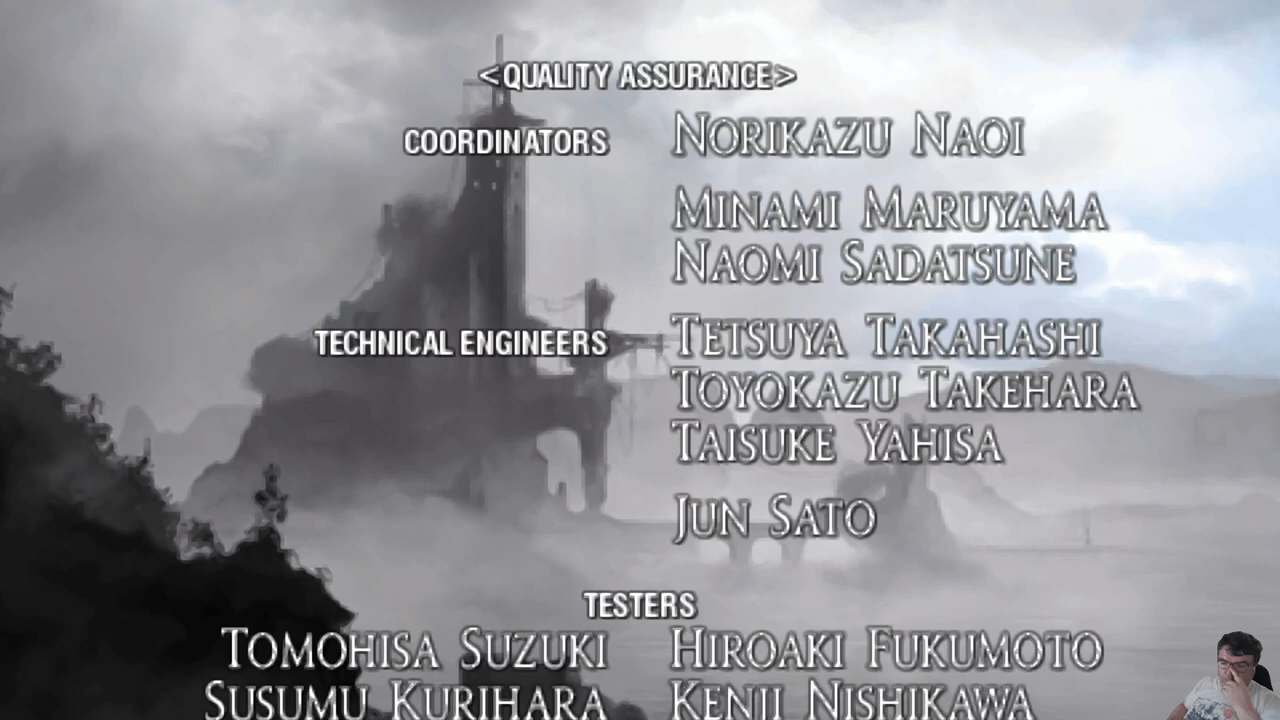 <QUALITY ASSURANCE>
COORDINATORS NORIKAZU NAOI
MINAMI MARUYAMA
NAOMI SADATSUNE
TECHNICAL ENGINEERS TETSUYA TAKAHASHI
TOYOKAZU TAKEHARA
TAISUKE YAHISA
JUN SATO
TESTERS
TOMOHISA SUZUKI HIROAKI FUKUMOTO
SUSUMU KURIHARA KENJI NISHIKAWA